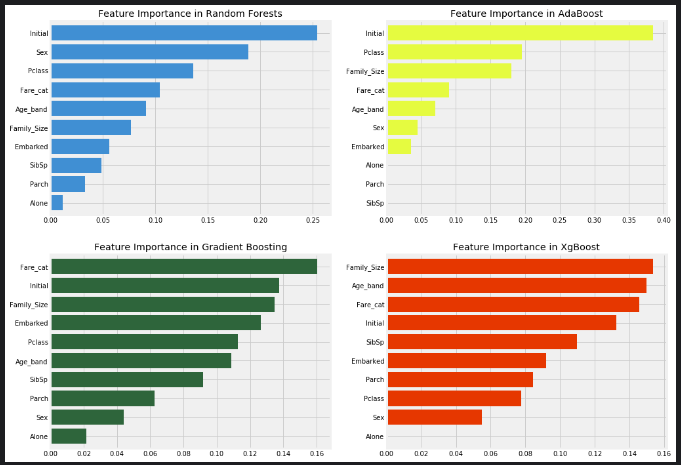 Feature Importance in Random Forests
Initial
Sex
Pclass
Fare_cat
Age_band
Family_Size
Embarked
SibSp
Parch
Alone
0.00 0.05 0.10 0.15 0.20 0.25
Feature Importance in AdaBoost
Initial
Pclass
Family_Size
Fare_cat
Age_band
Sex
Embarked
Alone
Parch
SibSp
0.00 0.05 0.10 0.15 0.20 0.25 0.30 0.35 0.40
Feature Importance in Gradient Boosting
Fare_cat
Initial
Family_Size
Embarked
Pclass
Age_band
SibSp
Parch
Sex
Alone
0.00 0.02 0.04 0.06 0.08 0.10 0.12 0.14 0.16
Feature Importance in XgBoost
Family_Size
Age_band
Fare_cat
Initial
SibSp
Embarked
Parch
Pclass
Sex
Alone
0.00 0.02 0.04 0.06 0.08 0.10 0.12 0.14 0.16